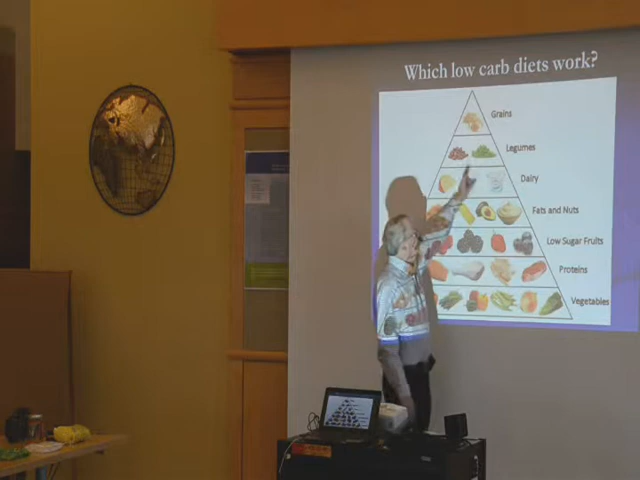 Which low carb diets work?
Grains
Legumes
Dairy
Fats and Nuts
Low Sugar Fruits
Proteins
Vegetables